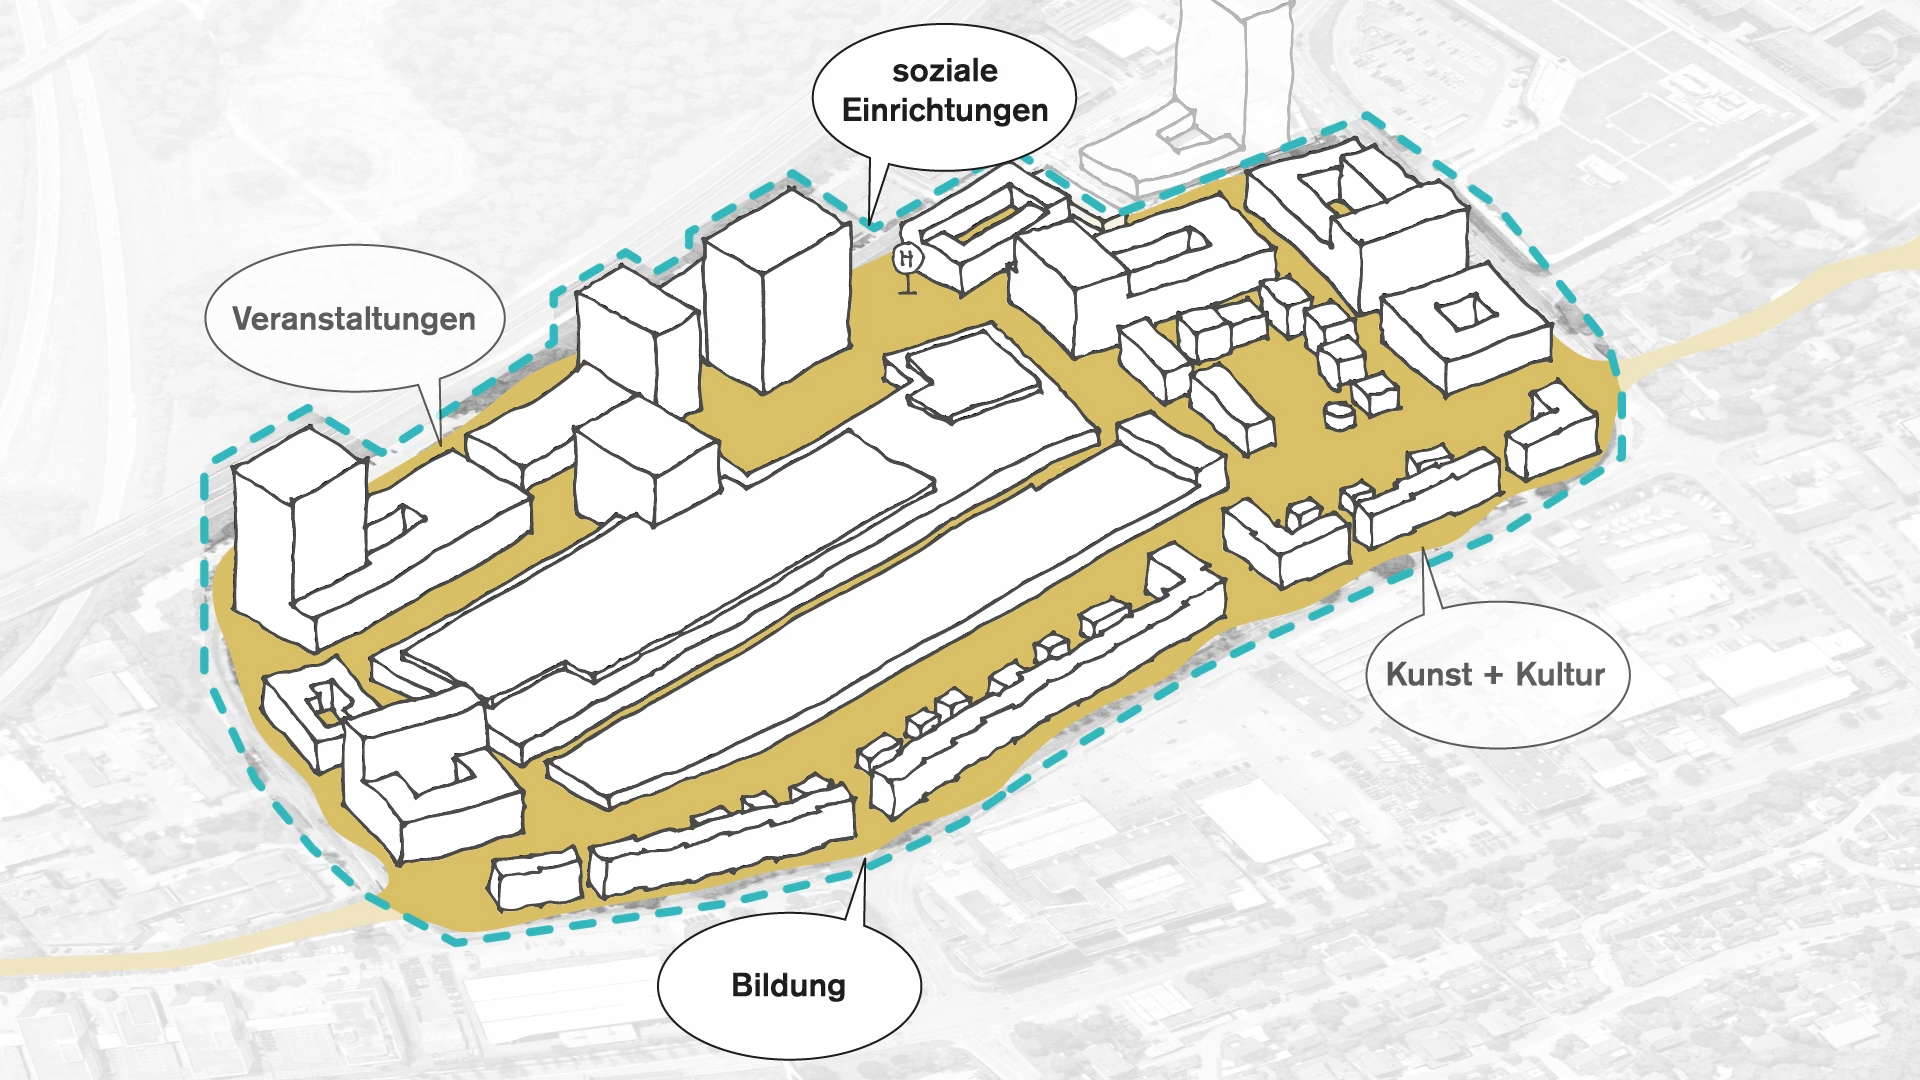 soziale
Einrichtungen
H
Veranstaltungen
Kunst + Kultur
Bildung